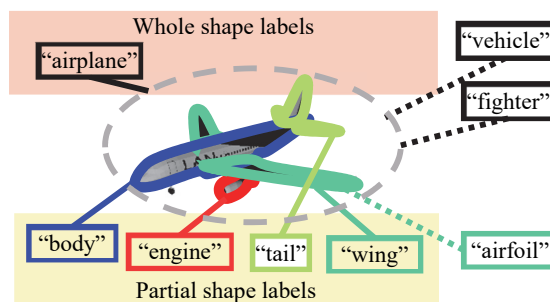 Whole shape labels
“airplane”
“vehicle”
“fighter”
“body”
“engine”
“tail”
“wing”
“airfoil”
Partial shape labels